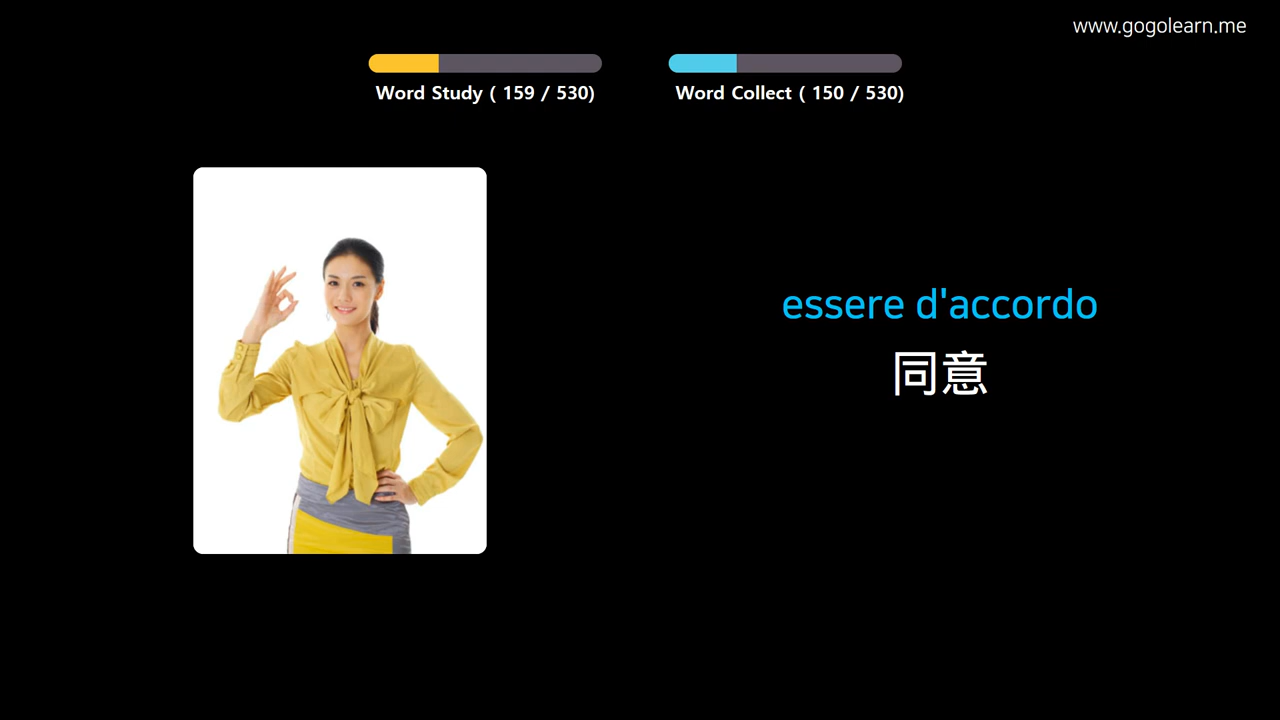 www.gogolearn.me
Word Study ( 159 / 530)
Word Collect ( 150 / 530)
essere d'accordo
同意